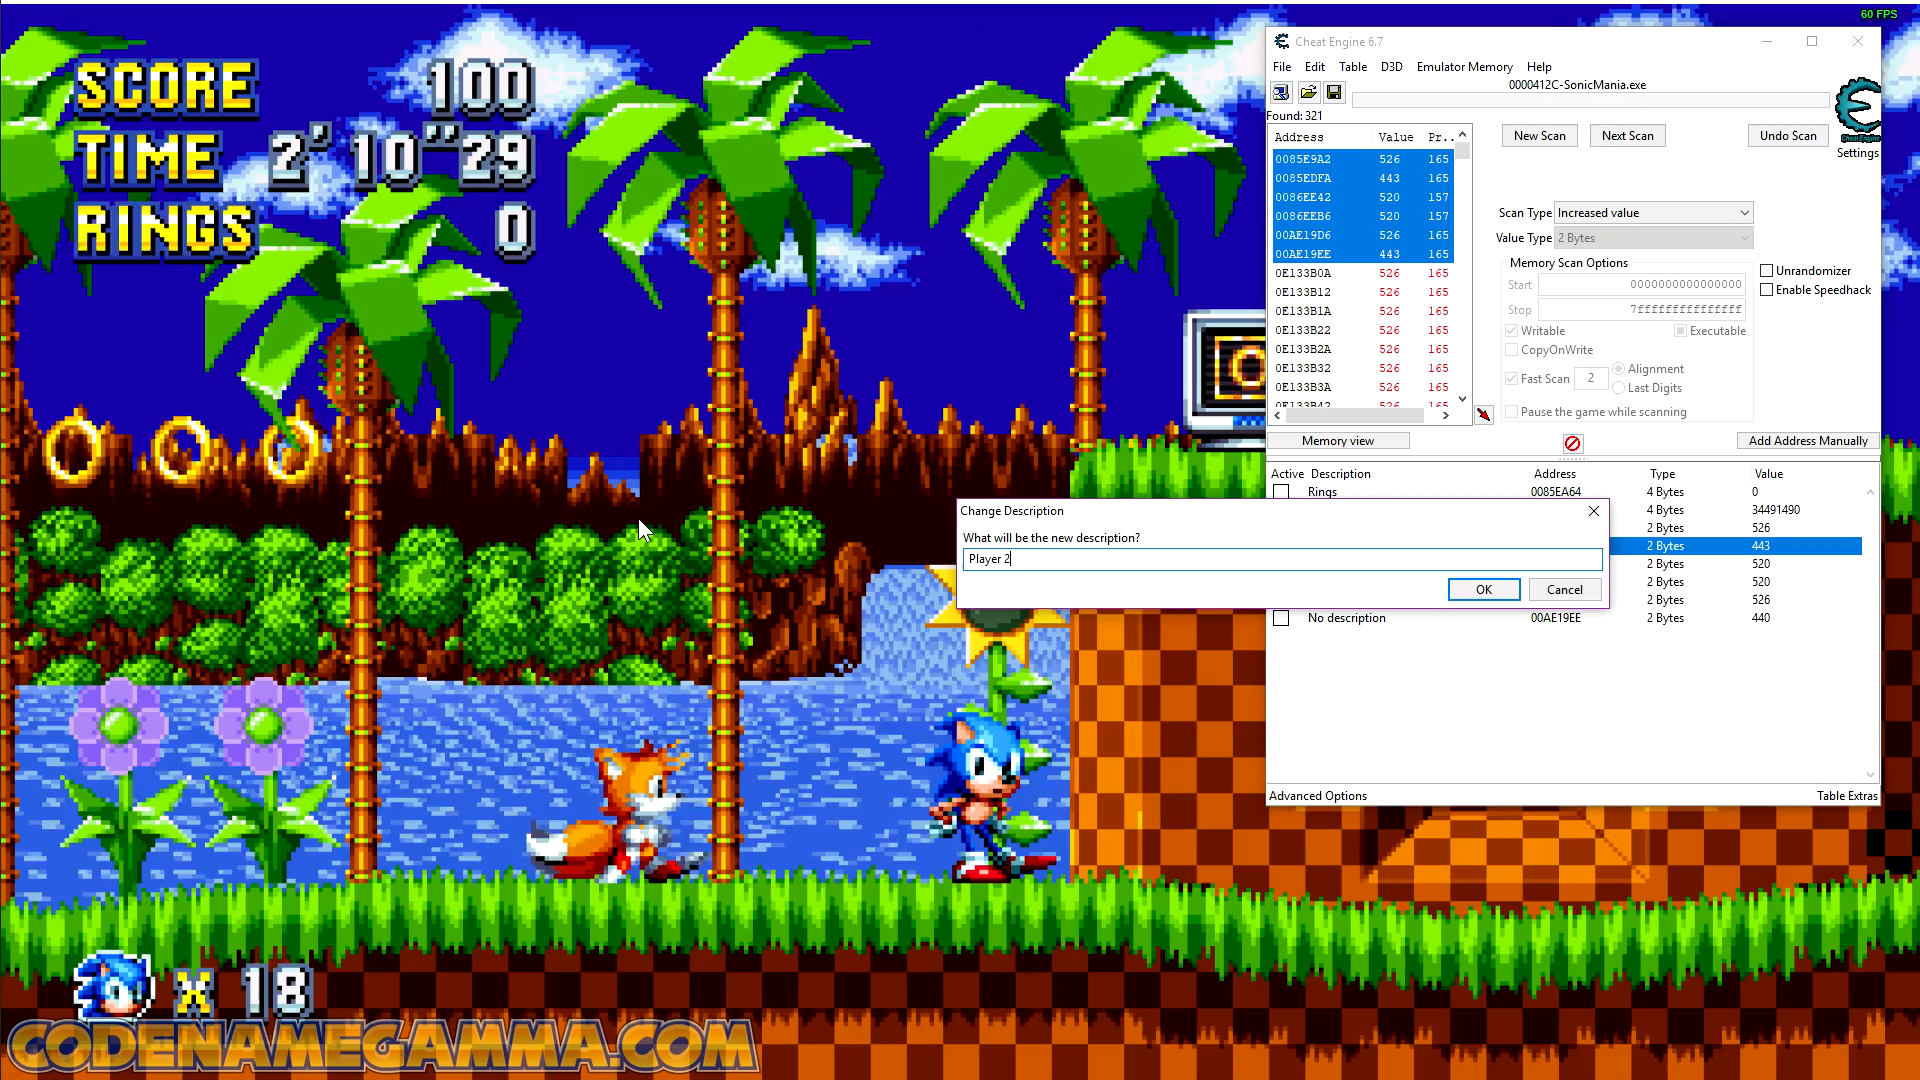 60 FPS
SCORE 100
TIME 2'10"29
RINGS 0
Cheat Engine 6.7
File Edit Table D3D Emulator Memory Help
0000412C-SonicMania.exe
Found: 321
Address Value Pr..
0085E9A2 526 165
0085EDFA 443 165
0086EE42 520 157
0086EEB6 520 157
00AE19D6 526 165
00AE19EE 443 165
0E133B0A 526 165
0E133B12 526 165
0E133B1A 526 165
0E133B22 526 165
0E133B2A 526 165
0E133B32 526 165
0E133B3A 526 165
0E133B42 526 165
New Scan Next Scan Undo Scan
Cheat Engine
Settings
Scan Type Increased value
Value Type 2 Bytes
Memory Scan Options
Start 0000000000000000
Stop 7fffffffffffffff
Writable Executable
CopyOnWrite
Fast Scan 2 Alignment
Last Digits
Pause the game while scanning
Unrandomizer
Enable Speedhack
Memory view Add Address Manually
Active Description Address Type Value
Rings 0085EA64 4 Bytes 0
4 Bytes 34491490
2 Bytes 526
2 Bytes 443
2 Bytes 520
2 Bytes 520
2 Bytes 526
No description 00AE19EE 2 Bytes 440
Change Description
What will be the new description?
Player 2
OK Cancel
Advanced Options Table Extras
X 18
CODENAMEGAMMA.COM